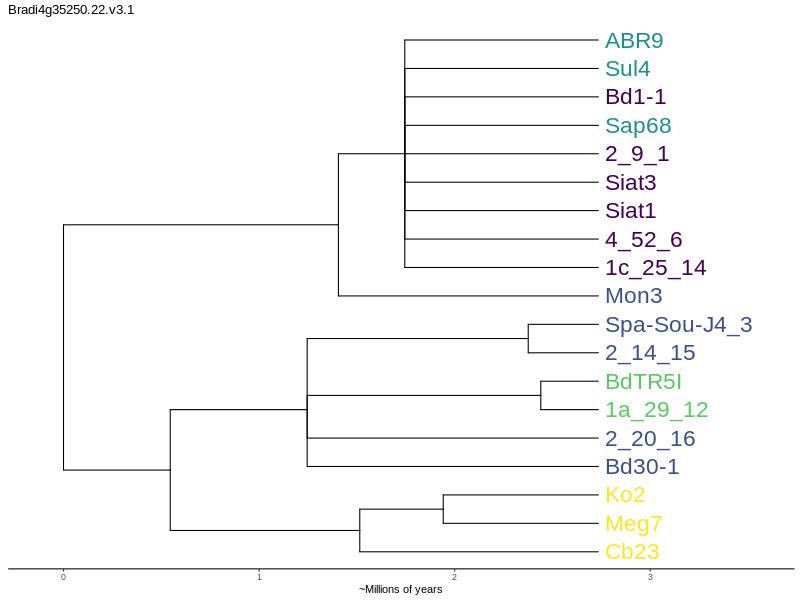 Bradi4g35250.22.v3.1
ABR9
Sul4
Bd1-1
Sap68
2_9_1
Siat3
Siat1
4_52_6
1c_25_14
Mon3
Spa-Sou-J4_3
2_14_15
BdTR5I
1a_29_12
2_20_16
Bd30-1
Ko2
Meg7
Cb23
0 1 2 3
~Millions of years